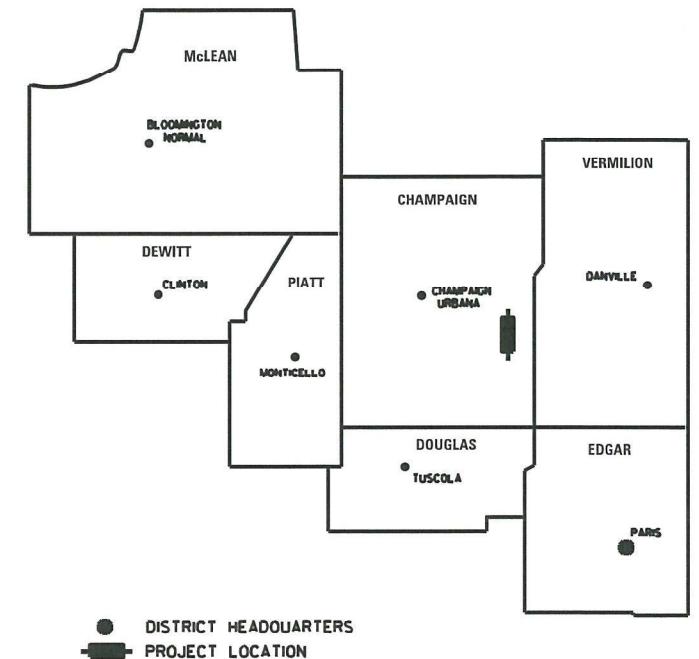 McLEAN
BLOOMINGTON
NORMAL
VERMILION
CHAMPAIGN
DEWITT
CLINTON
PIATT
CHAMPAIGN
URBANA
DANVILLE
MONTICELLO
DOUGLAS
TUSCOLA
EDGAR
PARIS
DISTRICT HEADQUARTERS
PROJECT LOCATION